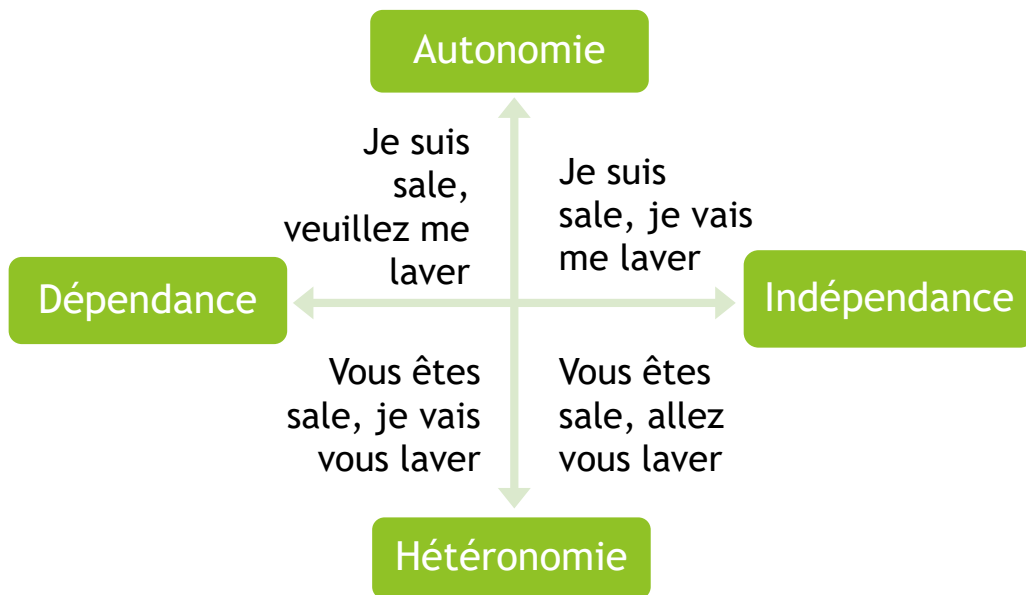 Autonomie
Je suis
sale,
veuillez me
laver
Je suis
sale, je vais
me laver
Dépendance
Indépendance
Vous êtes
sale, je vais
vous laver
Vous êtes
sale, allez
vous laver
Hétéronomie